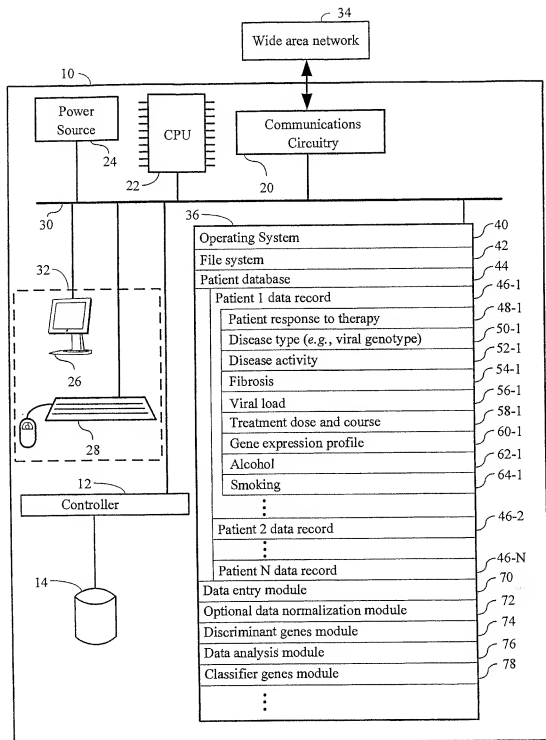 34
Wide area network
10
Power
Source
24
CPU
22
Communications
Circuitry
20
30
36
Operating System
40
File system
42
Patient database
44
Patient 1 data record
46-1
Patient response to therapy
48-1
Disease type (e.g., viral genotype)
50-1
Disease activity
52-1
Fibrosis
54-1
Viral load
56-1
Treatment dose and course
58-1
Gene expression profile
60-1
Alcohol
62-1
Smoking
64-1
Patient 2 data record
46-2
Patient N data record
46-N
Data entry module
70
Optional data normalization module
72
Discriminant genes module
74
Data analysis module
76
Classifier genes module
78
32
26
28
12
Controller
14